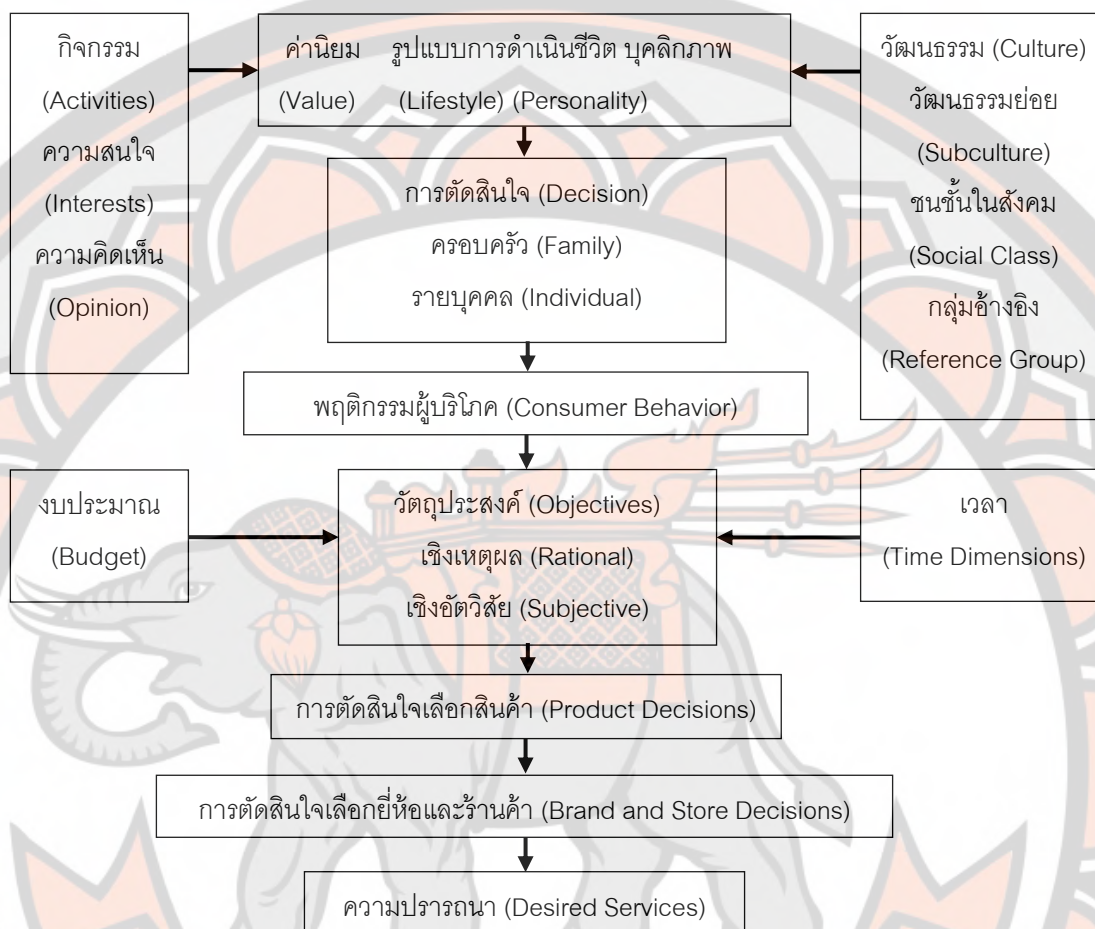 กิจกรรม
(Activities)
ความสนใจ
(Interests)
ความคิดเห็น
(Opinion)
ค่านิยม รูปแบบการดำเนินชีวิต บุคลิกภาพ
(Value) (Lifestyle) (Personality)
วัฒนธรรม (Culture)
วัฒนธรรมย่อย
(Subculture)
ชนชั้นในสังคม
(Social Class)
กลุ่มอ้างอิง
(Reference Group)
การตัดสินใจ (Decision)
ครอบครัว (Family)
รายบุคคล (Individual)
พฤติกรรมผู้บริโภค (Consumer Behavior)
งบประมาณ
(Budget)
วัตถุประสงค์ (Objectives)
เชิงเหตุผล (Rational)
เชิงอัตวิสัย (Subjective)
เวลา
(Time Dimensions)
การตัดสินใจเลือกสินค้า (Product Decisions)
การตัดสินใจเลือกยี่ห้อและร้านค้า (Brand and Store Decisions)
ความปรารถนา (Desired Services)